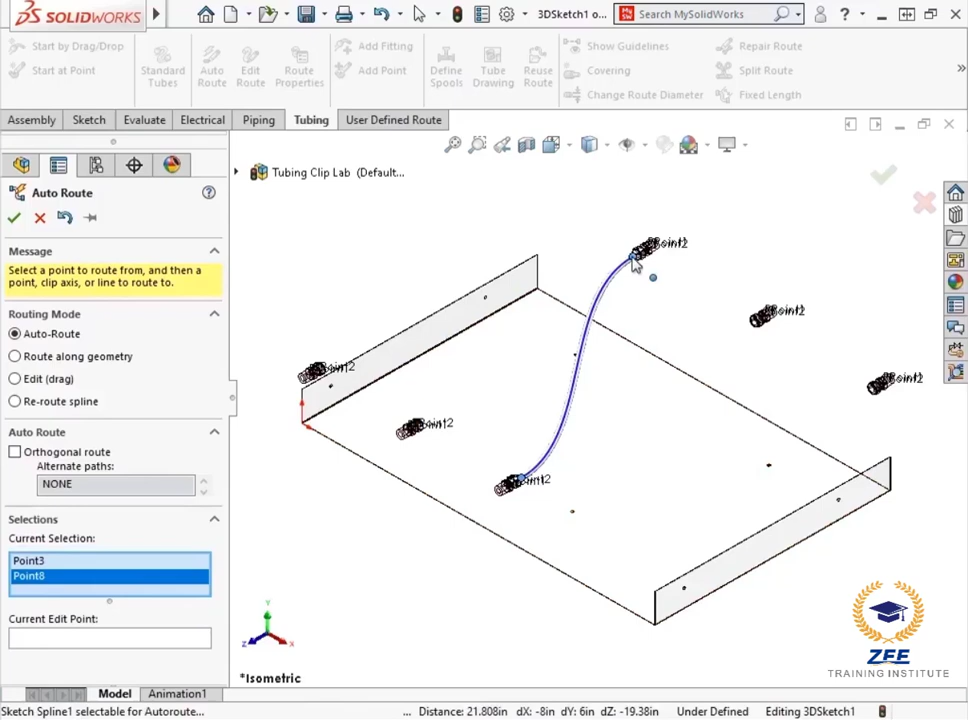 SOLIDWORKS
3DSketch1 o...
Search MySolidWorks
?
Start by Drag/Drop
Start at Point
Standard Tubes
Auto Route
Edit Route
Route Properties
Add Fitting
Add Point
Define Spools
Tube Drawing
Reuse Route
Show Guidelines
Covering
Change Route Diameter
Repair Route
Split Route
Fixed Length
Assembly
Sketch
Evaluate
Electrical
Piping
Tubing
User Defined Route
Auto Route
Tubing Clip Lab (Default...
Message
Select a point to route from, and then a
point, clip axis, or line to route to.
Routing Mode
Auto-Route
Route along geometry
Edit (drag)
Re-route spline
Auto Route
Orthogonal route
Alternate paths:
NONE
Selections
Current Selection:
Point3
Point8
Current Edit Point:
Y
Z
X
*Isometric
ZEE
TRAINING INSTITUTE
Model
Animation1
Sketch Spline1 selectable for Autoroute...
... Distance: 21.808in dX: -8in dY: 6in dZ: -19.38in
Under Defined
Editing 3DSketch1